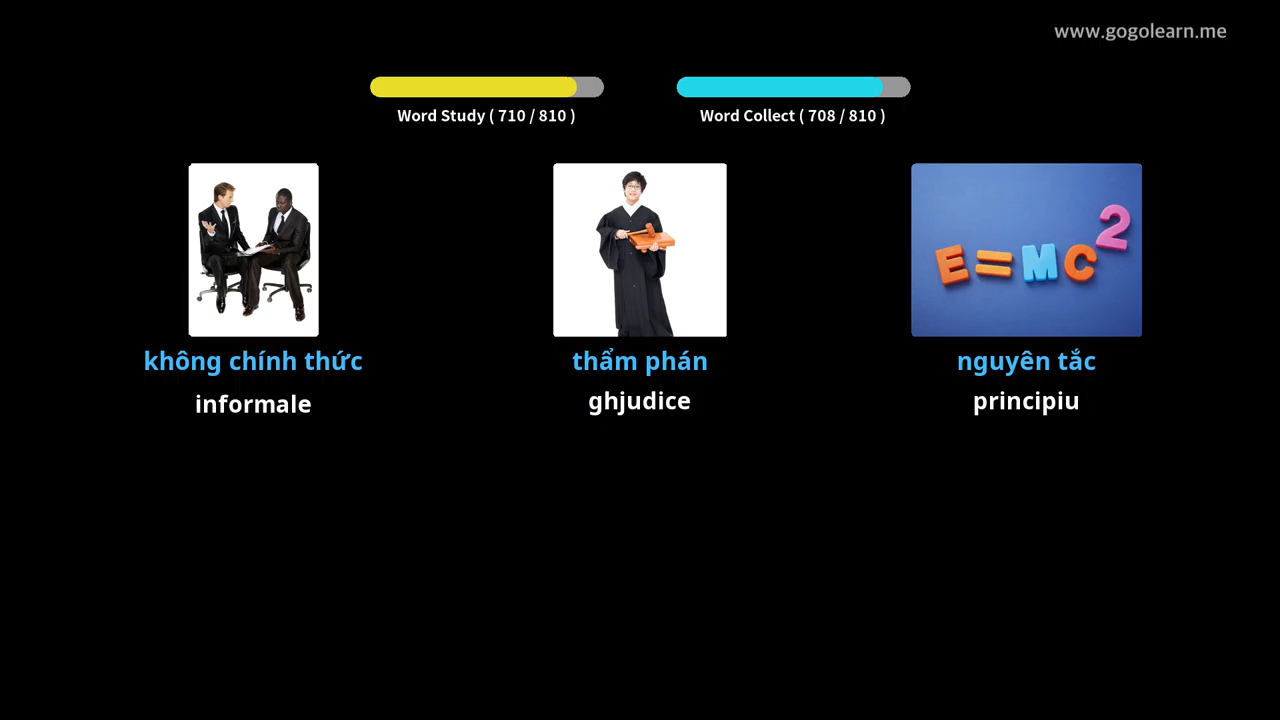 www.gogolearn.me
Word Study ( 710 / 810 )
Word Collect ( 708 / 810 )
E=MC2
không chính thức
thẩm phán
nguyên tắc
informale
ghjudice
principiu